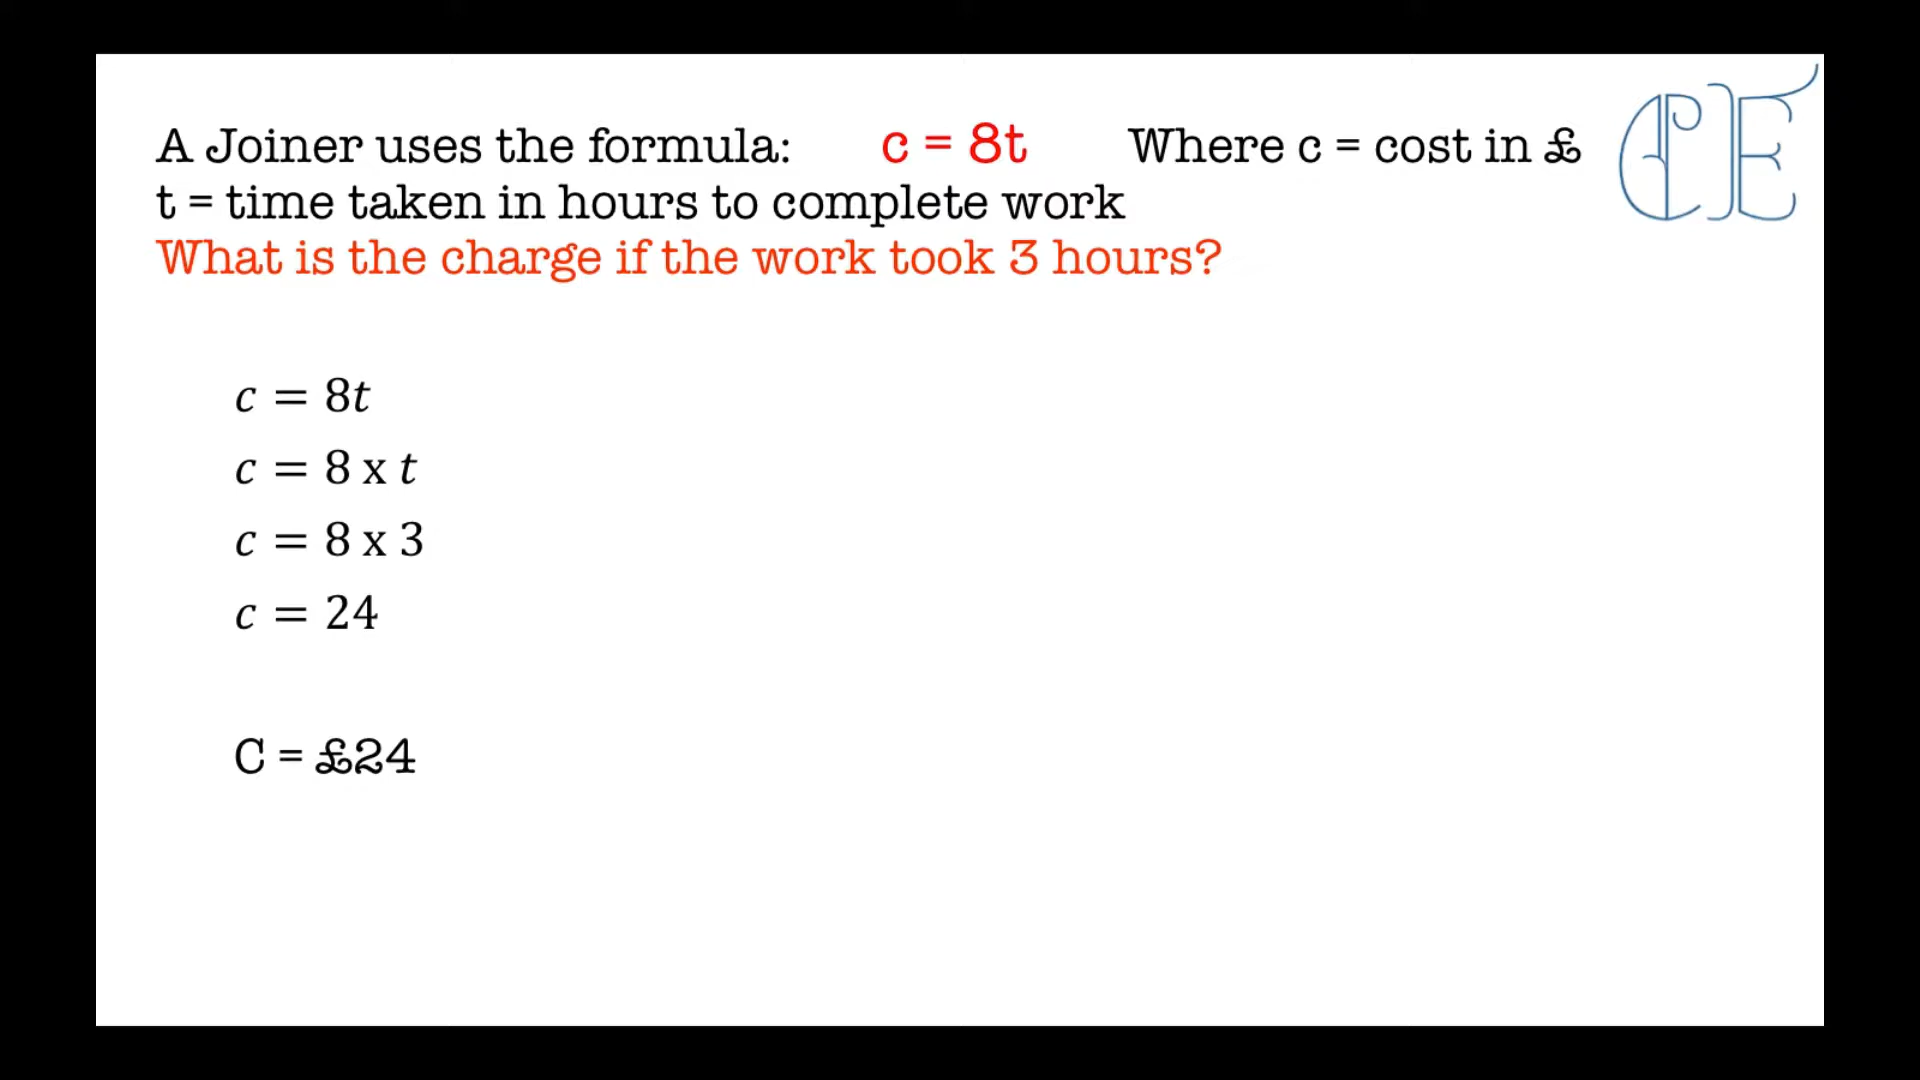 A Joiner uses the formula: c = 8t Where c = cost in £
t = time taken in hours to complete work
What is the charge if the work took 3 hours?
c = 8t
c = 8 x t
c = 8 x 3
c = 24
C = £24
CE